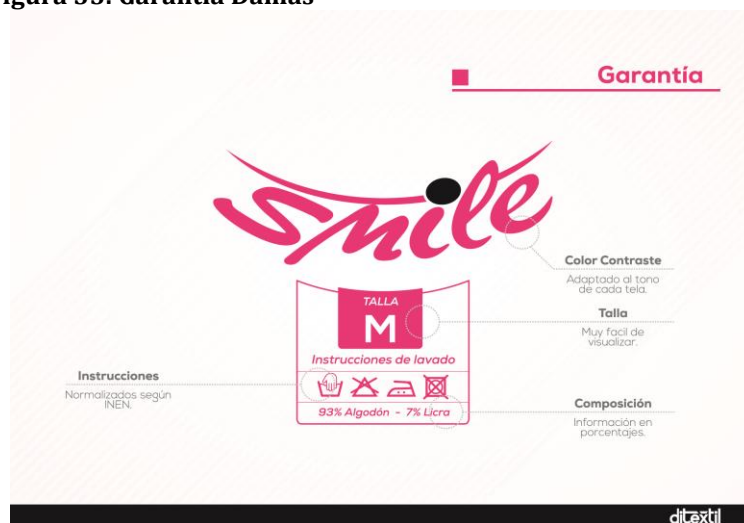 Figura 53. Garantía Damas
Garantía
smile
Color Contraste
Adaptado al tono
de cada tela.
TALLA
M
Talla
Muy facil de
visualizar.
Instrucciones de lavado
Instrucciones
Normalizados según
INEN.
93% Algodón - 7% Licra
Composición
Información en
porcentajes.
ditextil